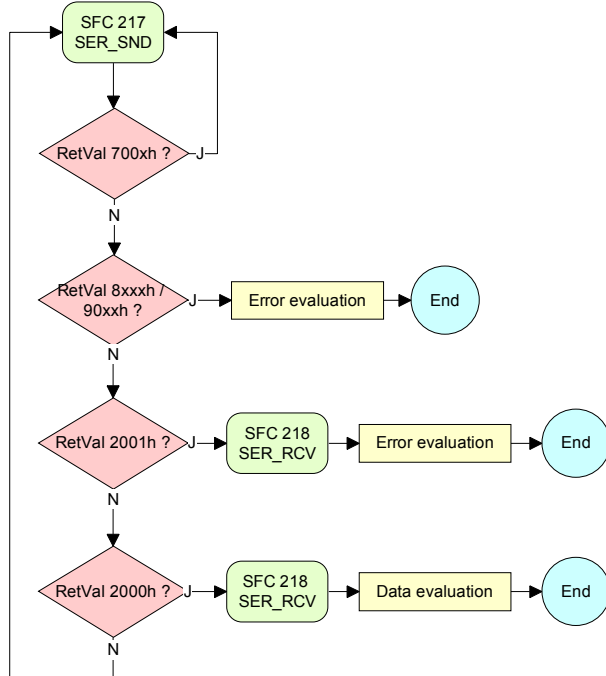 SFC 217
SER_SND
RetVal 700xh ?
J
N
RetVal 8xxxh /
90xxh ?
J
Error evaluation
End
N
RetVal 2001h ?
J
SFC 218
SER_RCV
Error evaluation
End
N
RetVal 2000h ?
J
SFC 218
SER_RCV
Data evaluation
End
N